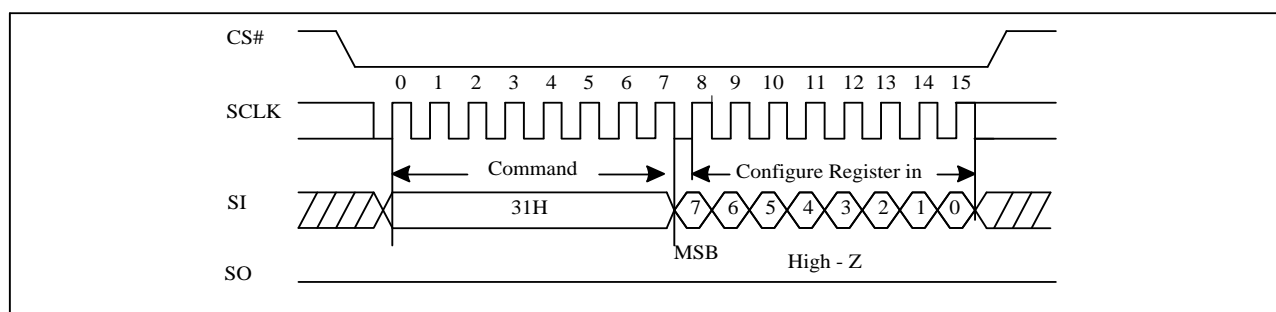 CS#
0 1 2 3 4 5 6 7 8 9 10 11 12 13 14 15
SCLK
Command Configure Register in
SI 31H 7 6 5 4 3 2 1 0
MSB High - Z
SO